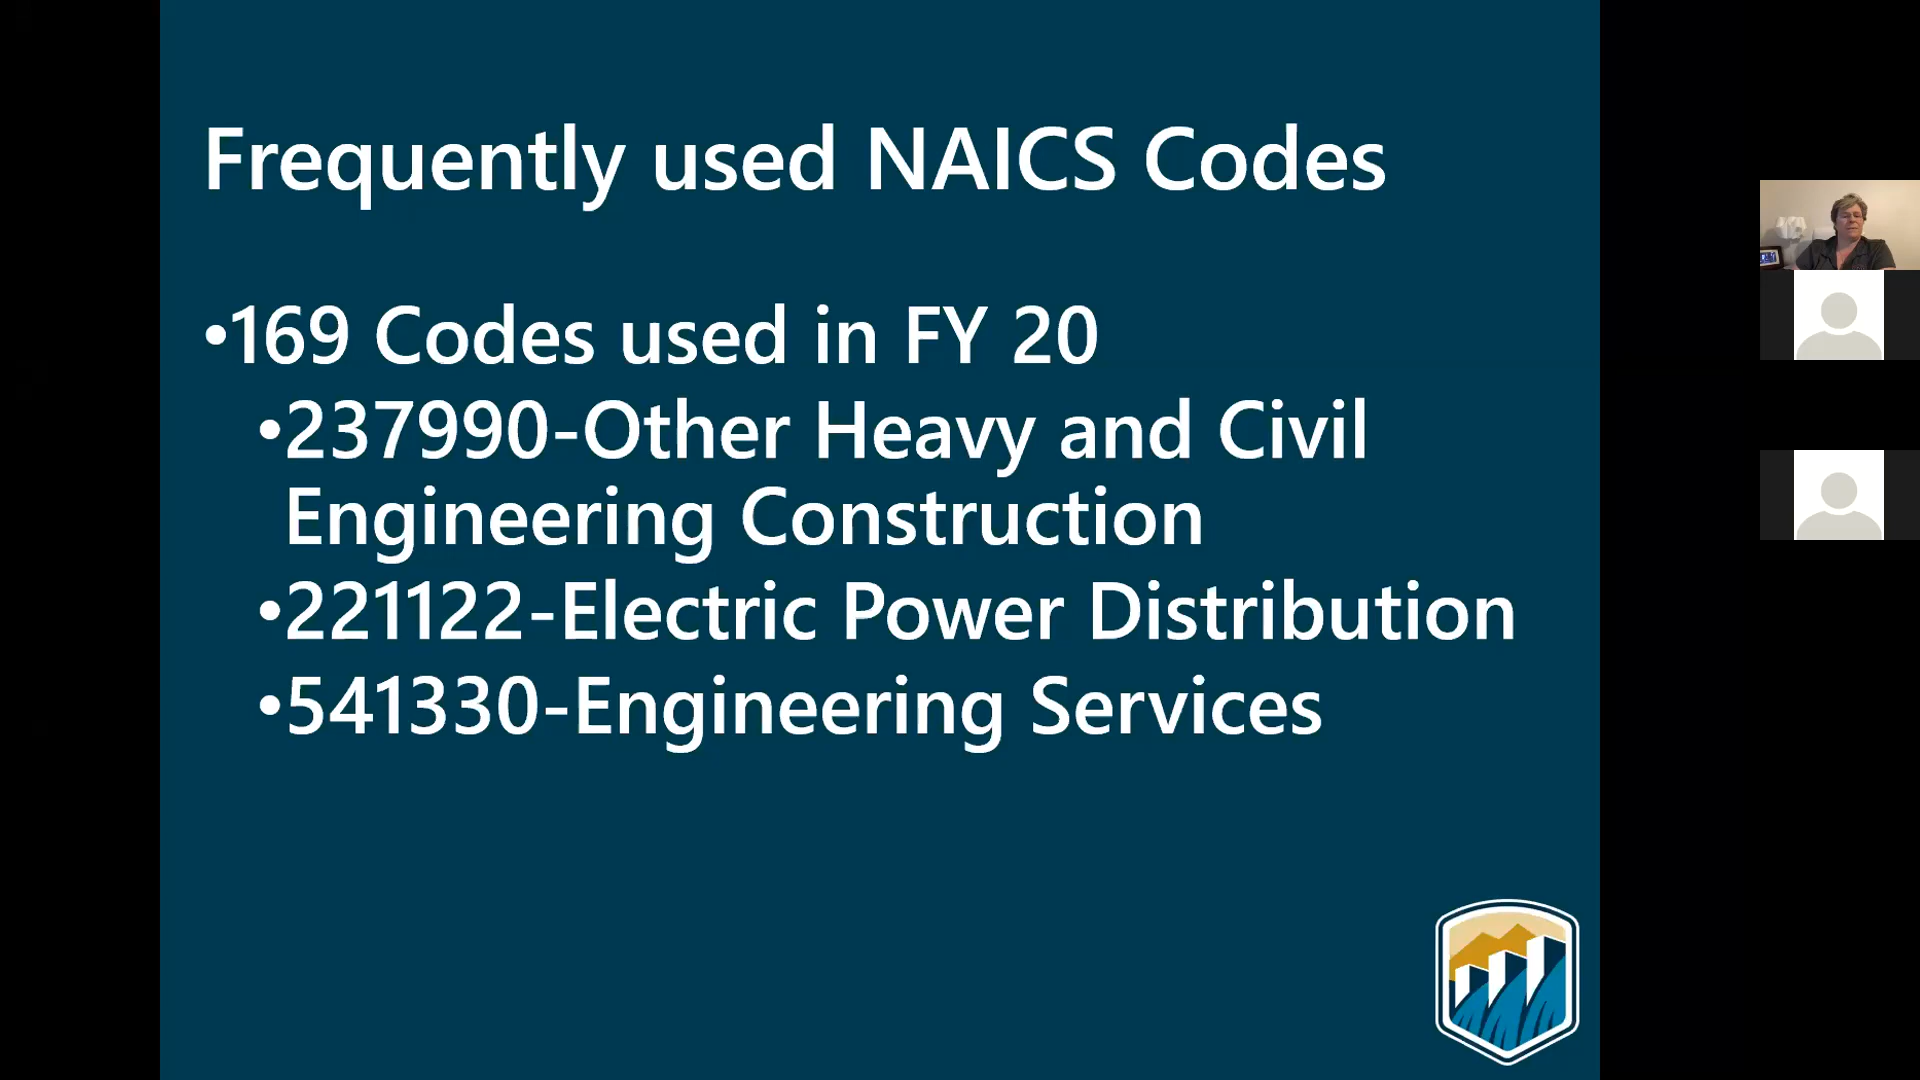 Frequently used NAICS Codes
•169 Codes used in FY 20
•237990-Other Heavy and Civil
Engineering Construction
•221122-Electric Power Distribution
•541330-Engineering Services